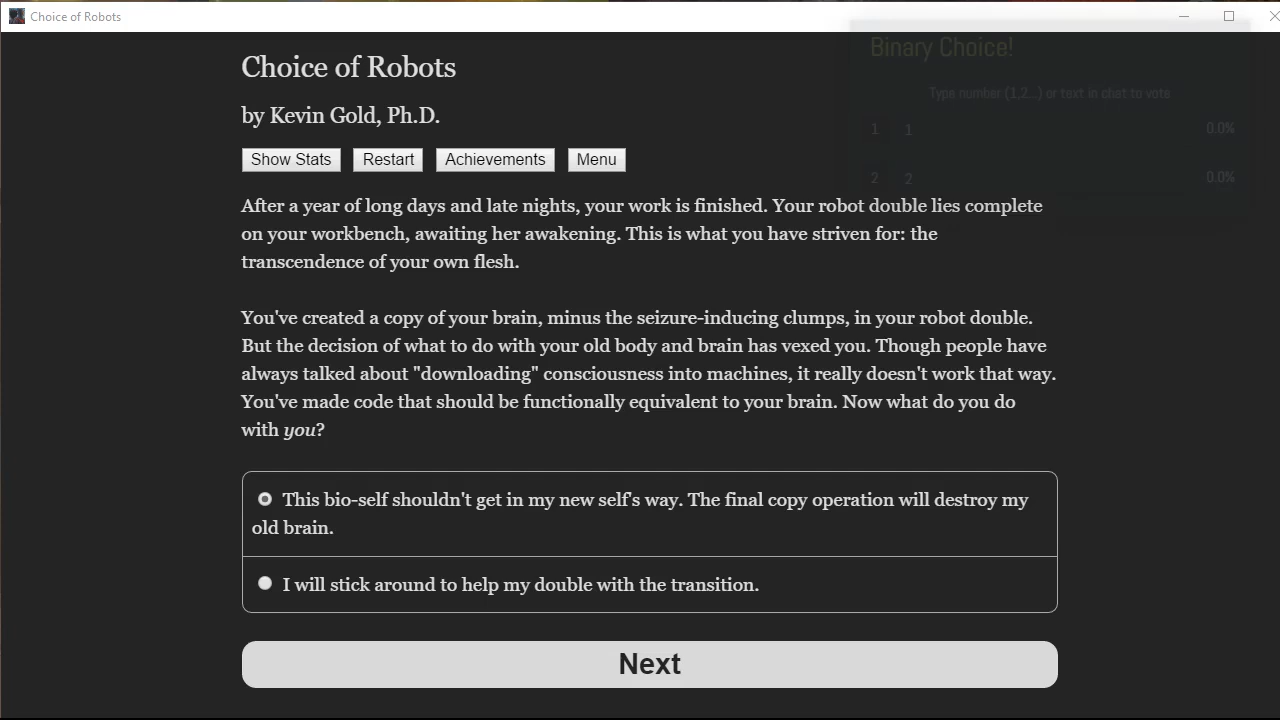 Choice of Robots
Binary Choice!
Choice of Robots
Type number (1,2...) or text in chat to vote
by Kevin Gold, Ph.D.
1 1 0.0%
Show Stats Restart Achievements Menu
2 2 0.0%
After a year of long days and late nights, your work is finished. Your robot double lies complete
on your workbench, awaiting her awakening. This is what you have striven for: the
transcendence of your own flesh.
You've created a copy of your brain, minus the seizure-inducing clumps, in your robot double.
But the decision of what to do with your old body and brain has vexed you. Though people have
always talked about "downloading" consciousness into machines, it really doesn't work that way.
You've made code that should be functionally equivalent to your brain. Now what do you do
with you?
This bio-self shouldn't get in my new self's way. The final copy operation will destroy my
old brain.
I will stick around to help my double with the transition.
Next